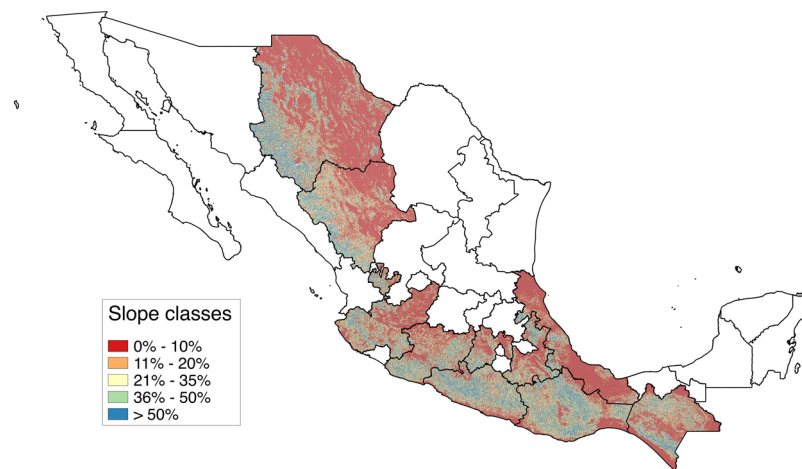 Slope classes
0% - 10%
11% - 20%
21% - 35%
36% - 50%
> 50%